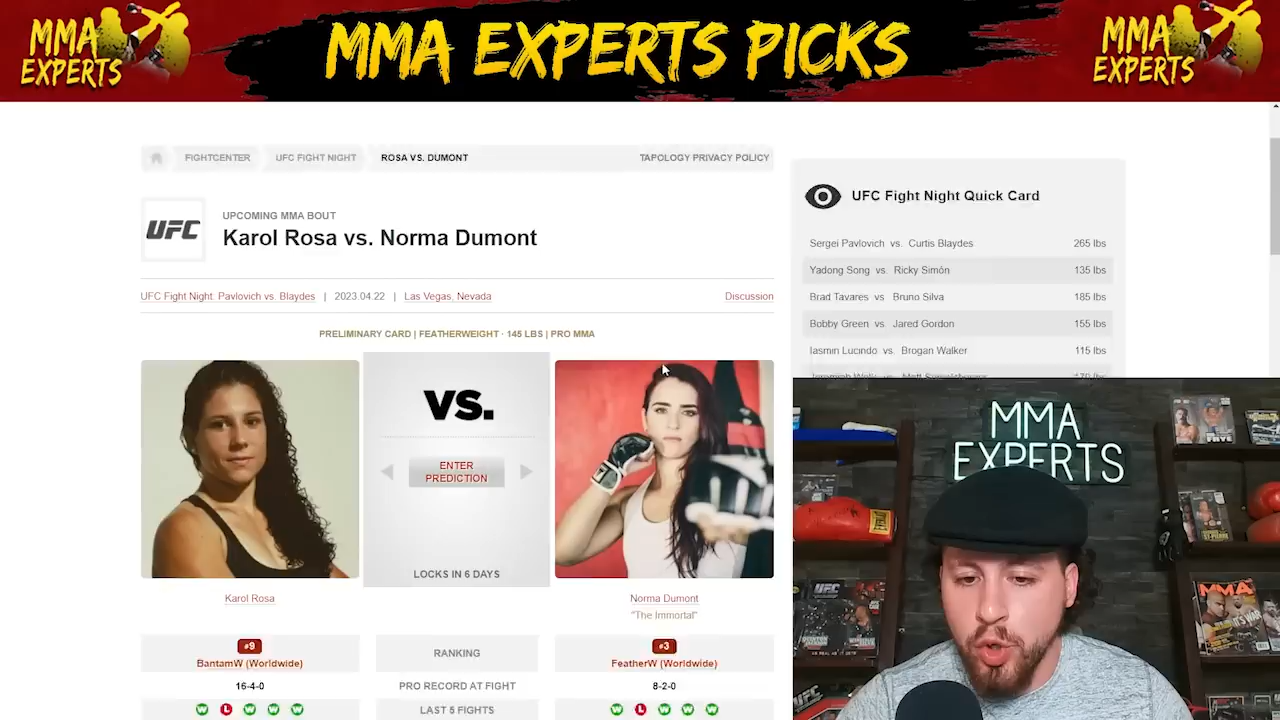 MMA
EXPERTS
MMA EXPERTS PICKS
MMA
EXPERTS
FIGHTCENTER
UFC FIGHT NIGHT
ROSA VS. DUMONT
TAPOLOGY PRIVACY POLICY
UFC
UPCOMING MMA BOUT
Karol Rosa vs. Norma Dumont
UFC Fight Night: Pavlovich vs. Blaydes | 2023.04.22 | Las Vegas, Nevada
Discussion
PRELIMINARY CARD | FEATHERWEIGHT · 145 LBS | PRO MMA
VS.
ENTER
PREDICTION
LOCKS IN 6 DAYS
Karol Rosa
Norma Dumont
"The Immortal"
#9
BantamW (Worldwide)
RANKING
#3
FeatherW (Worldwide)
16-4-0
PRO RECORD AT FIGHT
8-2-0
W L W W W
LAST 5 FIGHTS
W L W W W
UFC Fight Night Quick Card
Sergei Pavlovich vs. Curtis Blaydes 265 lbs
Yadong Song vs. Ricky Simón 135 lbs
Brad Tavares vs Bruno Silva 185 lbs
Bobby Green vs. Jared Gordon 155 lbs
Iasmin Lucindo vs. Brogan Walker 115 lbs
MMA
EXPERTS
FRYE
MMA
UFC